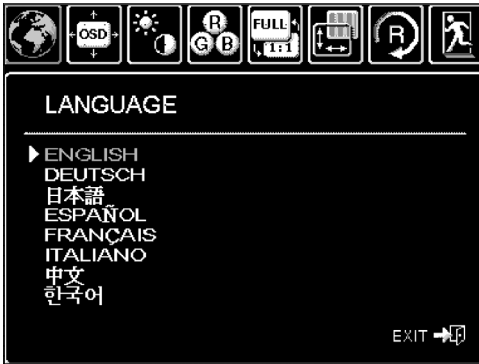 OSD
R
G B
FULL
1:1
R
LANGUAGE
ENGLISH
DEUTSCH
日本語
ESPAÑOL
FRANÇAIS
ITALIANO
中文
한국어
EXIT